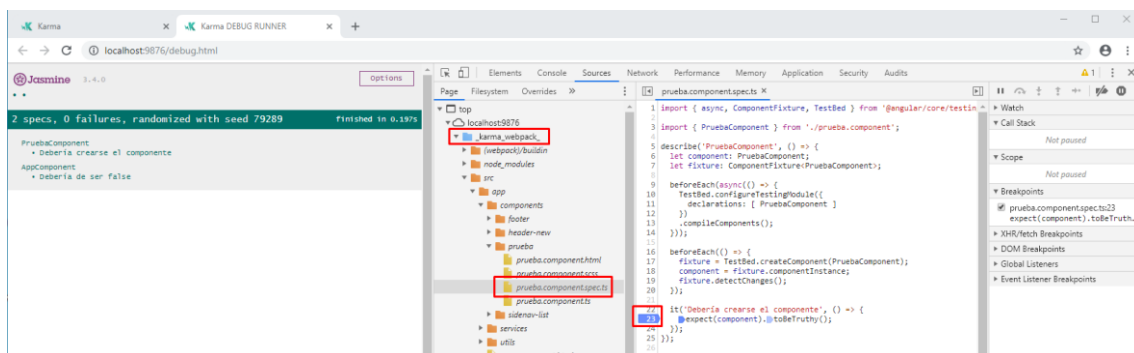 Karma
Karma DEBUG RUNNER
localhost:9876/debug.html
Jasmine 3.4.0
Options
2 specs, 0 failures, randomized with seed 79289
finished in 0.197s
PruebaComponent
• Debería crearse el componente
AppComponent
• Debería de ser false
Elements Console Sources Network Performance Memory Application Security Audits
1
Page Filesystem Overrides »
top
localhost:9876
_karma_webpack_
(webpack)/buildin
node_modules
src
app
components
footer
header-new
prueba
prueba.component.html
prueba.component.scss
prueba.component.spec.ts
prueba.component.ts
sidenav-list
services
utils
prueba.component.spec.ts
1 import { async, ComponentFixture, TestBed } from '@angular/core/testin
2
3 import { PruebaComponent } from './prueba.component';
4
5 describe('PruebaComponent', () => {
6 let component: PruebaComponent;
7 let fixture: ComponentFixture<PruebaComponent>;
8
9 beforeEach(async(() => {
10 TestBed.configureTestingModule({
11 declarations: [ PruebaComponent ]
12 })
13 .compileComponents();
14 }));
15
16 beforeEach(() => {
17 fixture = TestBed.createComponent(PruebaComponent);
18 component = fixture.componentInstance;
19 fixture.detectChanges();
20 });
21
22 it('Debería crearse el componente', () => {
23 expect(component).toBeTruthy();
24 });
25 });
26
Watch
Call Stack
Not paused
Scope
Not paused
Breakpoints
prueba.component.spec.ts:23
expect(component).toBeTruth…
XHR/fetch Breakpoints
DOM Breakpoints
Global Listeners
Event Listener Breakpoints